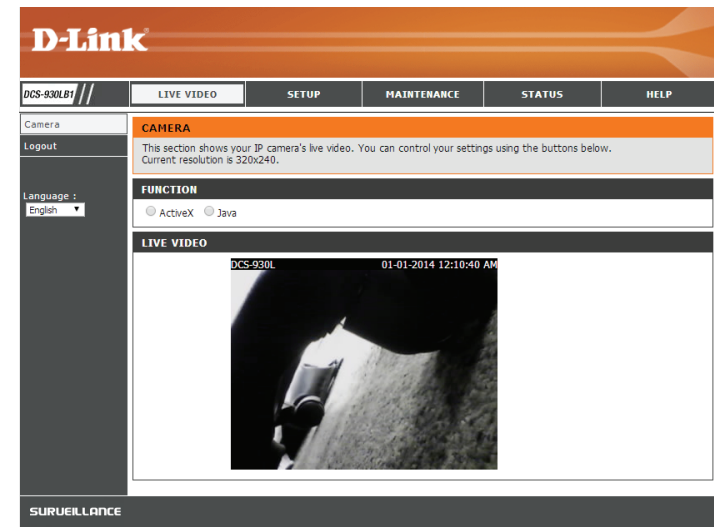 D-Link
DCS-930LB1 // LIVE VIDEO SETUP MAINTENANCE STATUS HELP
Camera
Logout
Language :
English
CAMERA
This section shows your IP camera's live video. You can control your settings using the buttons below.
Current resolution is 320x240.
FUNCTION
ActiveX Java
LIVE VIDEO
DCS-930L 01-01-2014 12:10:40 AM
SURVEILLANCE